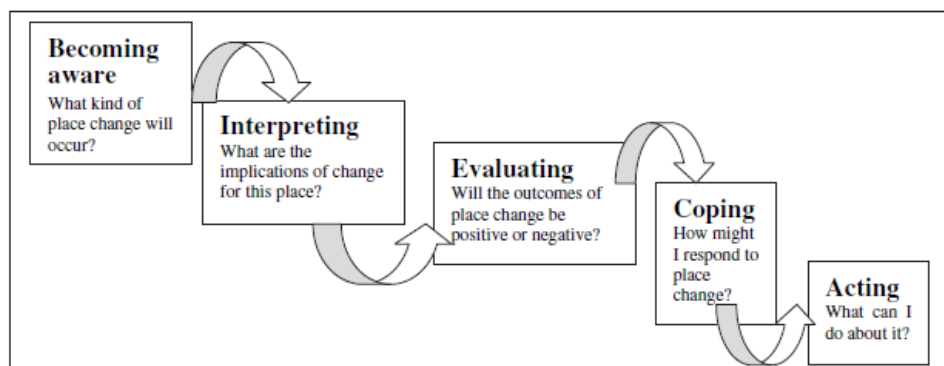 Becoming
aware
What kind of
place change will
occur?
Interpreting
What are the
implications of change
for this place?
Evaluating
Will the outcomes of
place change be
positive or negative?
Coping
How might
I respond to
place
change?
Acting
What can I
do about it?